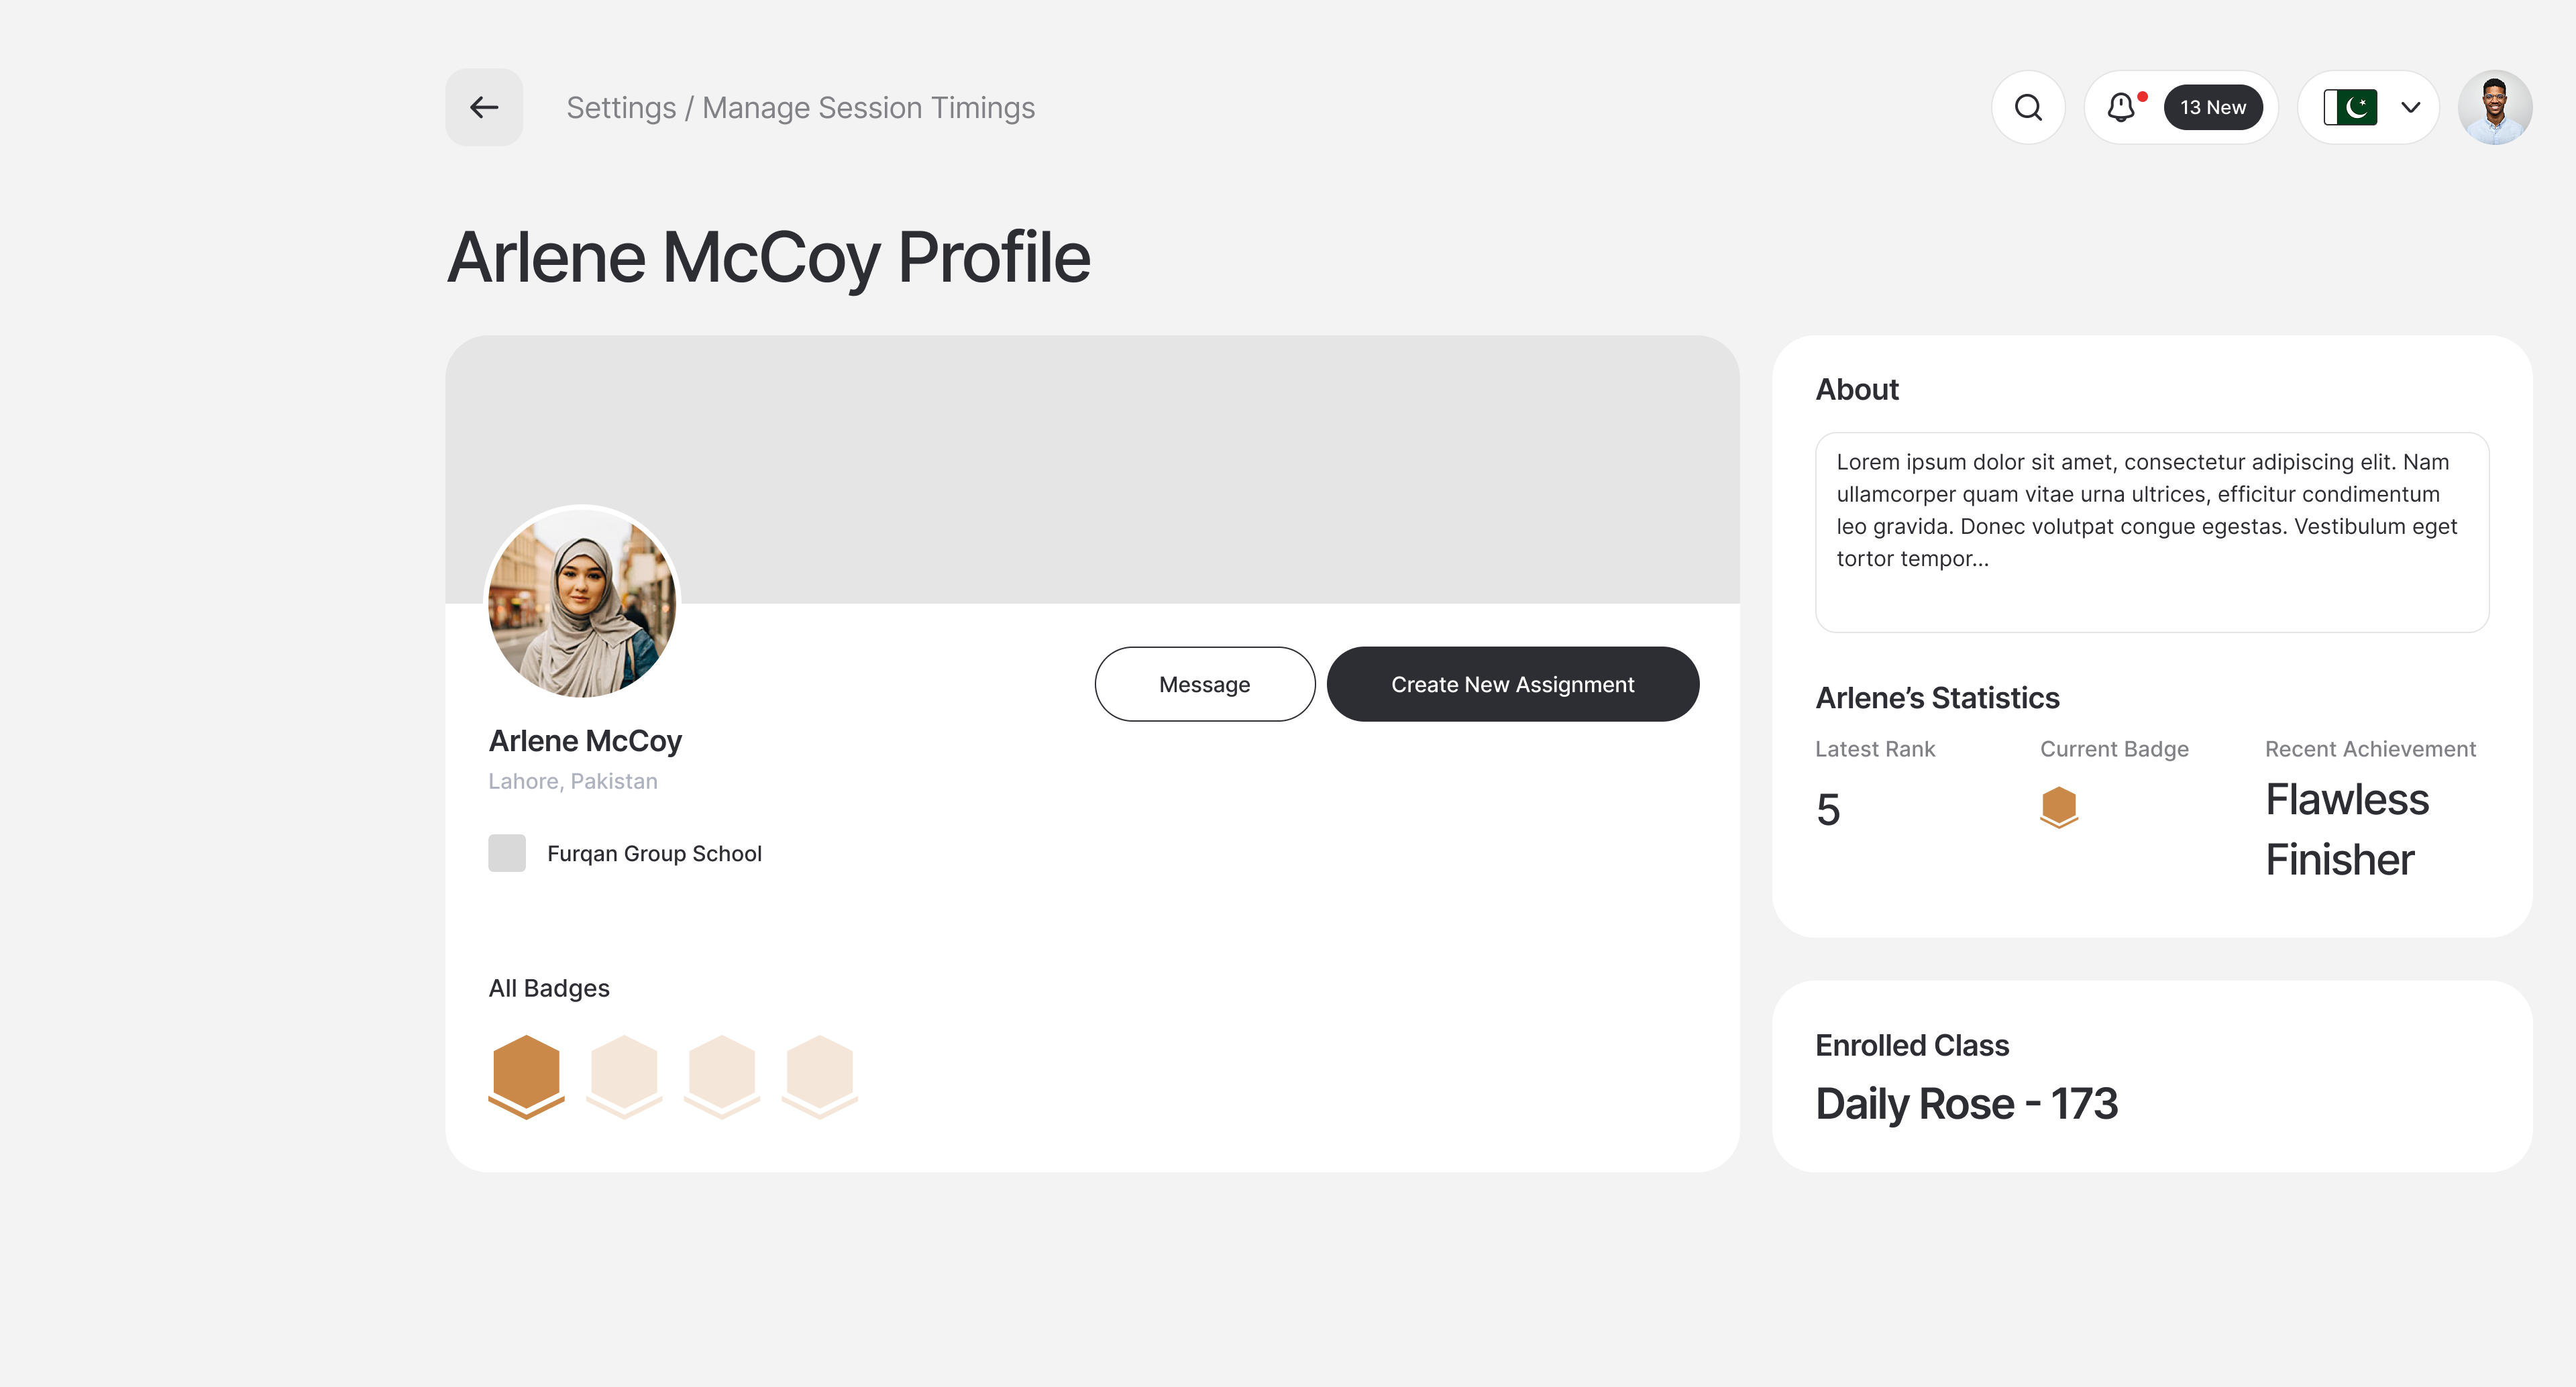 Settings / Manage Session Timings
13 New
Arlene McCoy Profile
Message
Create New Assignment
Arlene McCoy
Lahore, Pakistan
Furqan Group School
All Badges
About
Lorem ipsum dolor sit amet, consectetur adipiscing elit. Nam
ullamcorper quam vitae urna ultrices, efficitur condimentum
leo gravida. Donec volutpat congue egestas. Vestibulum eget
tortor tempor...
Arlene’s Statistics
Latest Rank
5
Current Badge
Recent Achievement
Flawless
Finisher
Enrolled Class
Daily Rose - 173